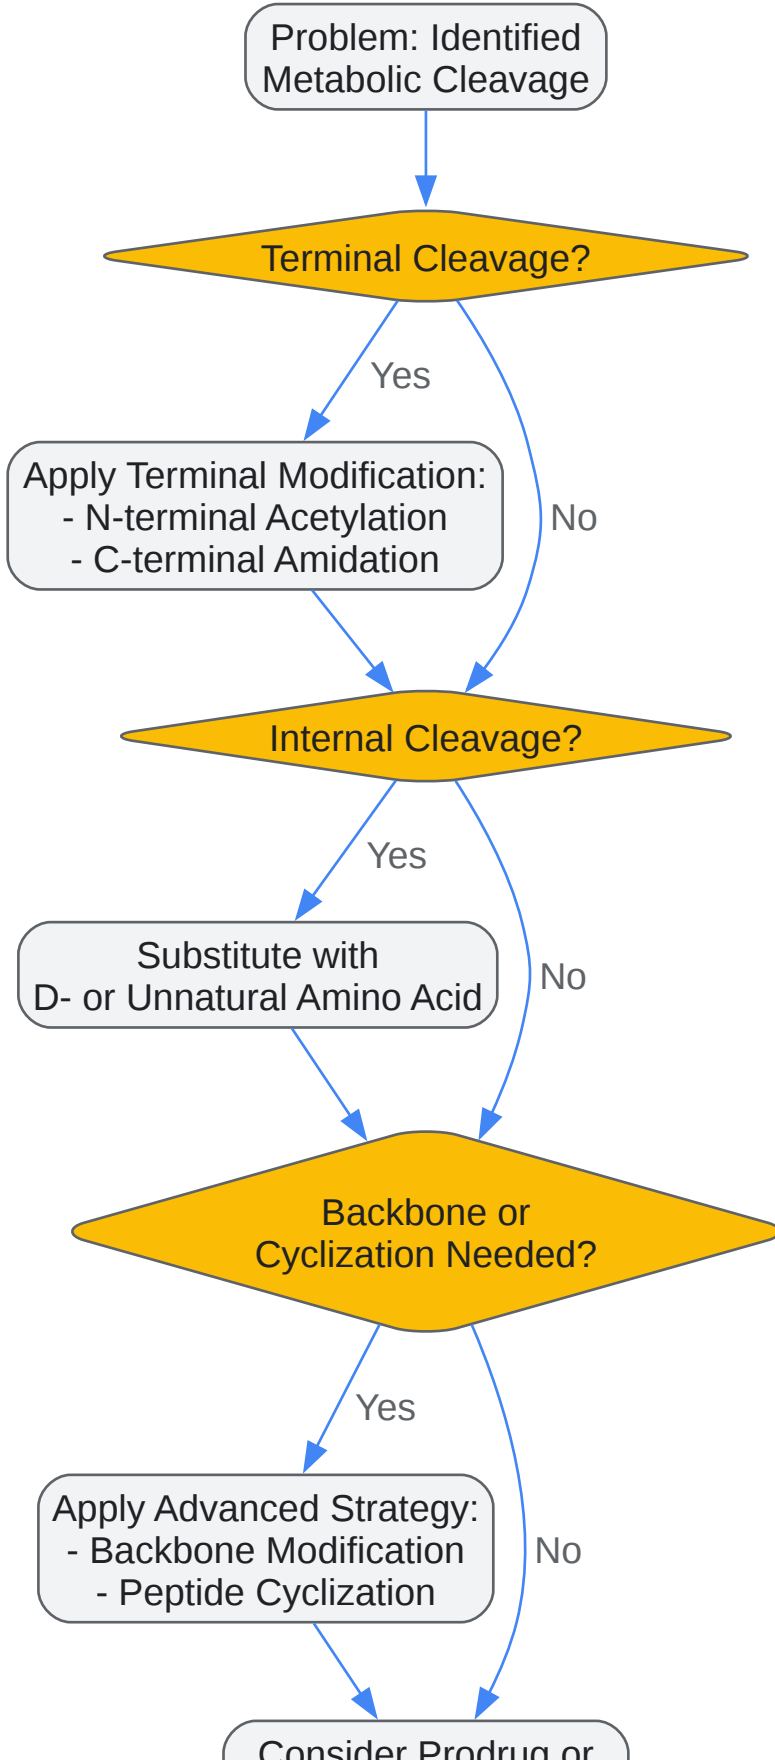 Problem: Identified
Metabolic Cleavage
Terminal Cleavage?
Yes
Apply Terminal Modification:
- N-terminal Acetylation
- C-terminal Amidation
No
Internal Cleavage?
Yes
Substitute with
D- or Unnatural Amino Acid
No
Backbone or
Cyclization Needed?
Yes
Apply Advanced Strategy:
- Backbone Modification
- Peptide Cyclization
No
Consider Prodrug or